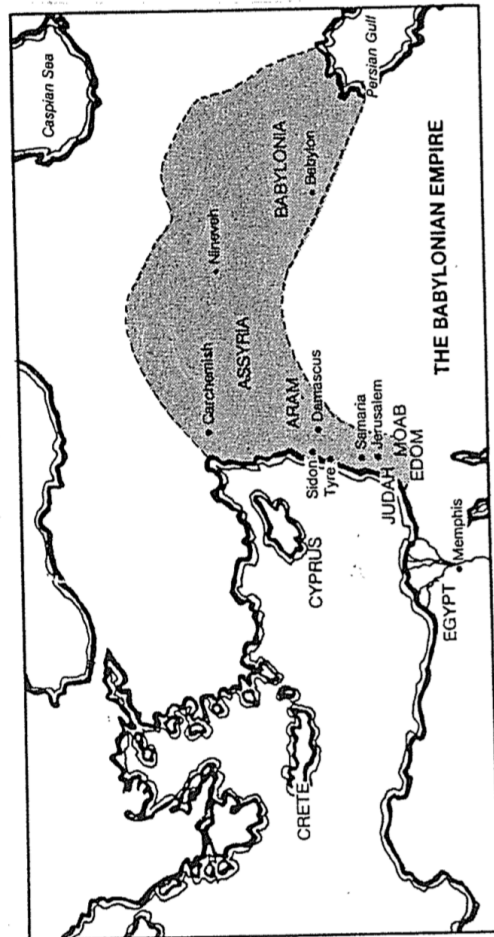 Caspian Sea
Persian Gulf
Carchemish
Nineveh
ASSYRIA
BABYLONIA
Babylon
ARAM
Sidon
Damascus
Tyre
Samaria
Jerusalem
JUDAH
MOAB
EDOM
CYPRUS
CRETE
EGYPT
Memphis
THE BABYLONIAN EMPIRE